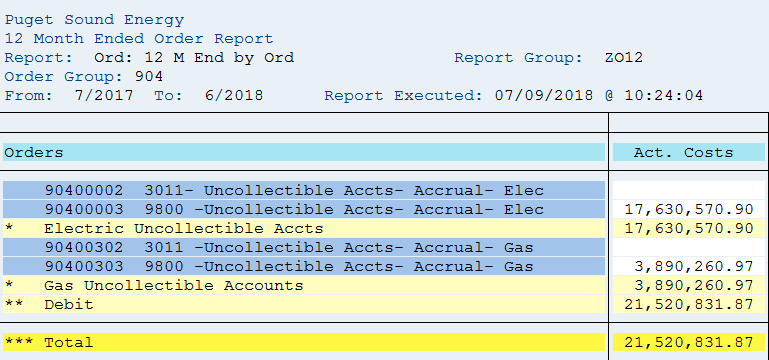 Puget Sound Energy
12 Month Ended Order Report
Report:  Ord: 12 M End by Ord                Report Group:  ZO12
Order Group: 904
From:  7/2017  To:  6/2018      Report Executed: 07/09/2018 @ 10:24:04
Orders    Act. Costs
90400002  3011- Uncollectible Accts- Accrual- Elec
90400003  9800 -Uncollectible Accts- Accrual- Elec    17,630,570.90
*   Electric Uncollectible Accts    17,630,570.90
90400302  3011 -Uncollectible Accts- Accrual- Gas
90400303  9800 -Uncollectible Accts- Accrual- Gas    3,890,260.97
*   Gas Uncollectible Accounts    3,890,260.97
**  Debit    21,520,831.87
*** Total    21,520,831.87